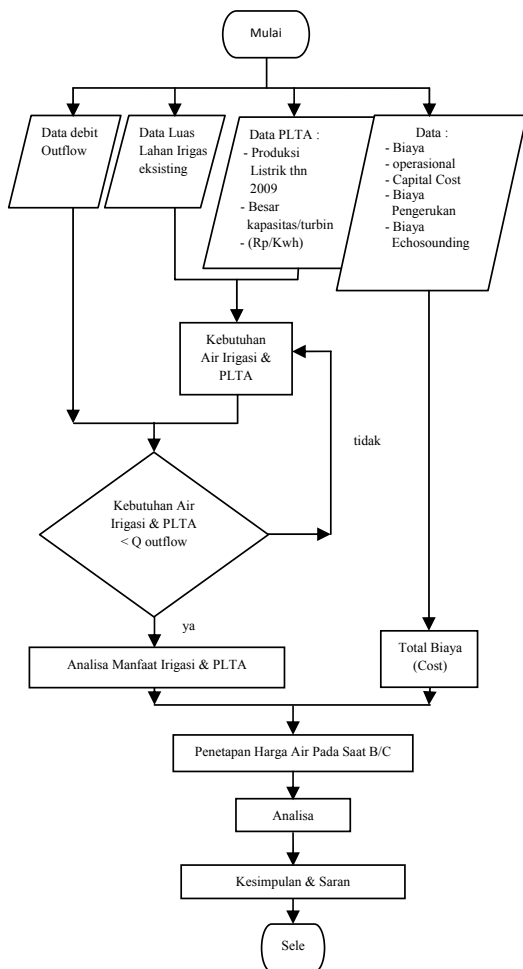 Mulai
Data debit
Outflow
Data Luas
Lahan Irigas
eksisting
Data PLTA :
- Produksi
Listrik thn
2009
- Besar
kapasitas/turbin
- (Rp/Kwh)
Data :
- Biaya
- operasional
- Capital Cost
- Biaya
Pengerukan
- Biaya
Echosounding
Kebutuhan
Air Irigasi &
PLTA
tidak
Kebutuhan Air
Irigasi & PLTA
< Q outflow
ya
Analisa Manfaat Irigasi & PLTA
Total Biaya
(Cost)
Penetapan Harga Air Pada Saat B/C
Analisa
Kesimpulan & Saran
Sele